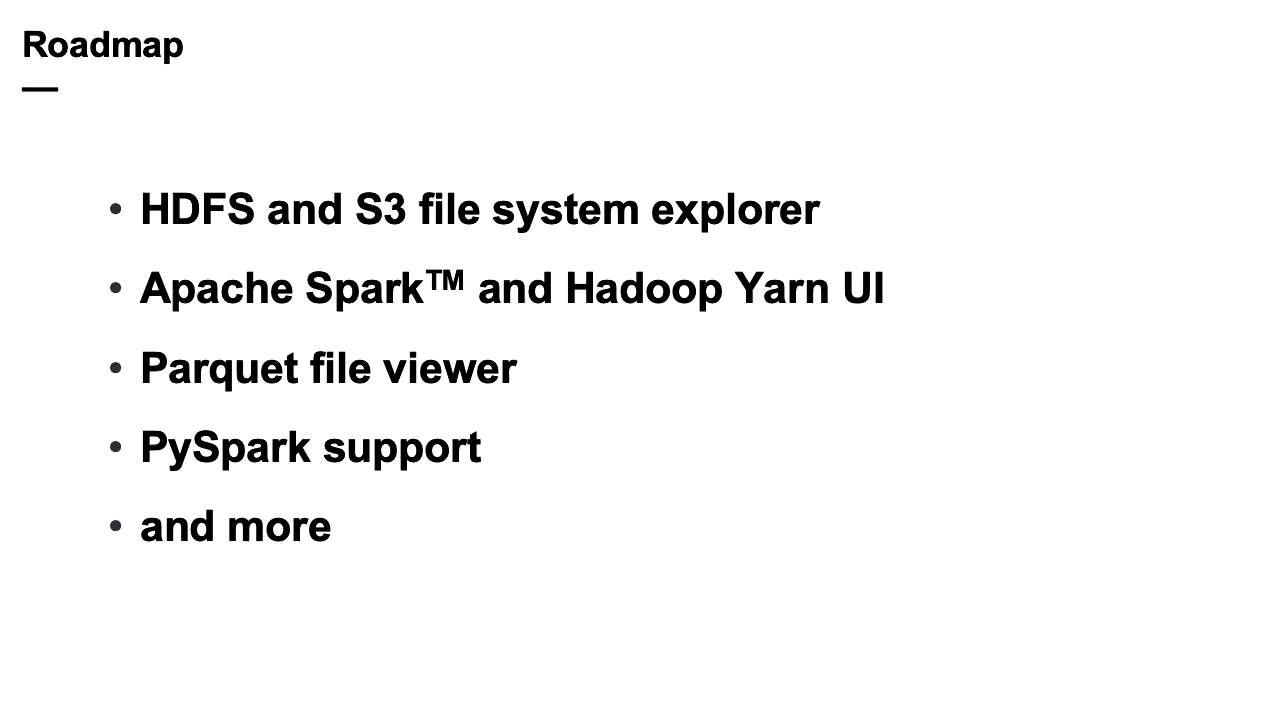 Roadmap
• HDFS and S3 file system explorer
• Apache Spark™ and Hadoop Yarn UI
• Parquet file viewer
• PySpark support
• and more